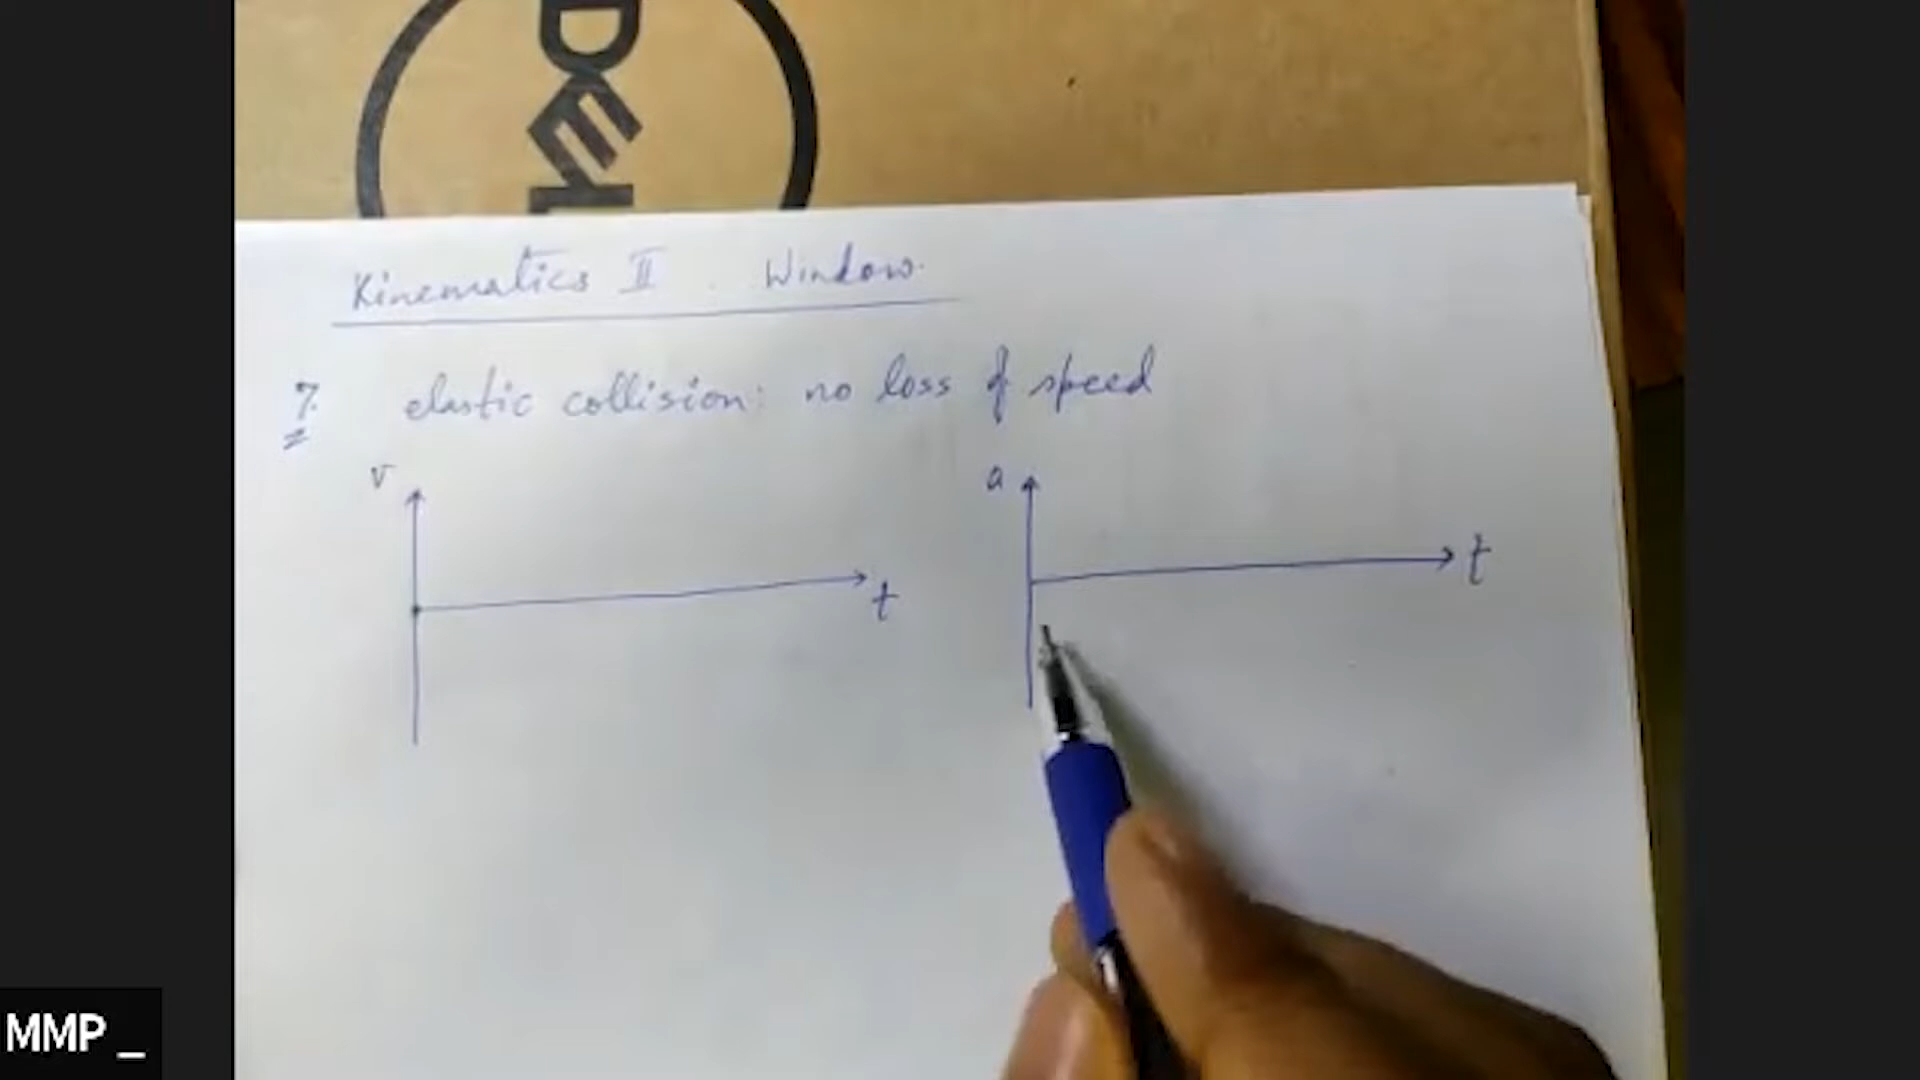 DELL
Kinematics II . Window.
7. elastic collision: no loss of speed
v
a
t
t
MMP _